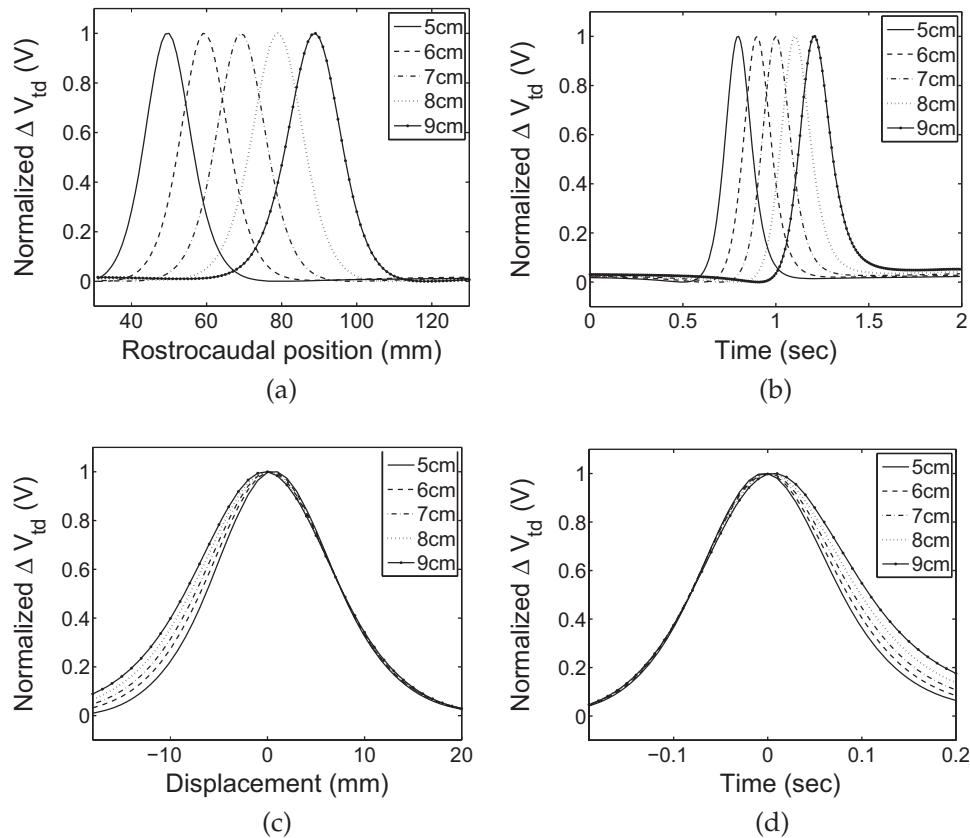 Normalized Δ V_td (V)
1
0.8
0.6
0.4
0.2
0
40 60 80 100 120
Rostrocaudal position (mm)
5cm
6cm
7cm
8cm
9cm
(a)
Normalized Δ V_td (V)
1
0.8
0.6
0.4
0.2
0
0 0.5 1 1.5 2
Time (sec)
5cm
6cm
7cm
8cm
9cm
(b)
Normalized Δ V_td (V)
1
0.8
0.6
0.4
0.2
0
−10 0 10 20
Displacement (mm)
5cm
6cm
7cm
8cm
9cm
(c)
Normalized Δ V_td (V)
1
0.8
0.6
0.4
0.2
0
−0.1 0 0.1 0.2
Time (sec)
5cm
6cm
7cm
8cm
9cm
(d)